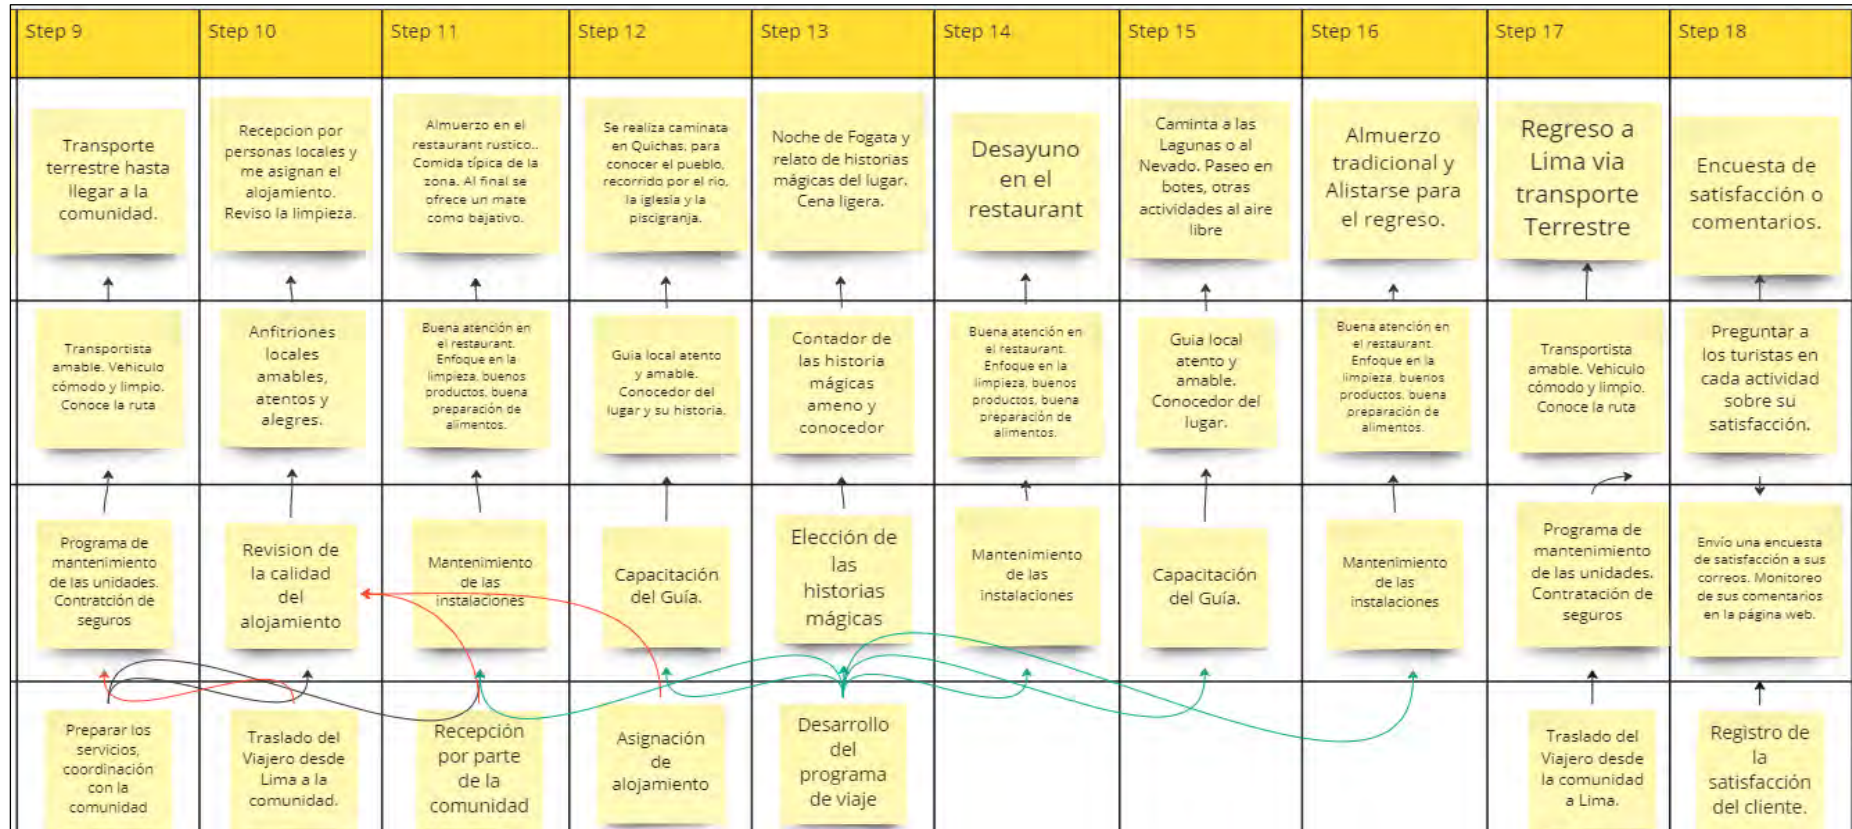 Step 9
Step 10
Step 11
Step 12
Step 13
Step 14
Step 15
Step 16
Step 17
Step 18
Transporte
terrestre hasta
llegar a la
comunidad.
Recepcion por
personas locales y
me asignan el
alojamiento.
Reviso la limpieza.
Almuerzo en el
restaurant rustico..
Comida típica de la
zona. Al final se
ofrece un mate
como bajativo.
Se realiza caminata
en Quichas, para
conocer el pueblo,
recorrido por el rio,
la iglesia y la
piscigranja.
Noche de Fogata y
relato de historias
mágicas del lugar.
Cena ligera.
Desayuno
en el
restaurant
Caminta a las
Lagunas o al
Nevado. Paseo en
botes, otras
actividades al aire
libre
Almuerzo
tradicional y
Alistarse para
el regreso.
Regreso a
Lima via
transporte
Terrestre
Encuesta de
satisfacción o
comentarios.
Transportista
amable. Vehiculo
cómodo y limpio.
Conoce la ruta
Anfitriones
locales
amables,
atentos y
alegres.
Buena atención en
el restaurant.
Enfoque en la
limpieza, buenos
productos, buena
preparación de
alimentos.
Guia local atento
y amable.
Conocedor del
lugar y su historia.
Contador de
las historia
mágicas
ameno y
conocedor
Buena atención en
el restaurant.
Enfoque en la
limpieza, buenos
productos, buena
preparación de
alimentos.
Guia local
atento y
amable.
Conocedor del
lugar.
Buena atención en
el restaurant.
Enfoque en la
limpieza, buenos
productos, buena
preparación de
alimentos.
Transportista
amable. Vehiculo
cómodo y limpio.
Conoce la ruta
Preguntar a
los turistas en
cada actividad
sobre su
satisfacción.
Programa de
mantenimiento
de las unidades.
Contratción de
seguros
Revision de
la calidad
del
alojamiento
Mantenimiento
de las
instalaciones
Capacitación
del Guía.
Elección de
las
historias
mágicas
Mantenimiento
de las
instalaciones
Capacitación
del Guía.
Mantenimiento
de las
instalaciones
Programa de
mantenimiento
de las unidades.
Contratación de
seguros
Envío una encuesta
de satisfacción a sus
correos. Monitoreo
de sus comentarios
en la página web.
Preparar los
servicios,
coordinación
con la
comunidad
Traslado del
Viajero desde
Lima a la
comunidad.
Recepción
por parte
de la
comunidad
Asignación
de
alojamiento
Desarrollo
del
programa
de viaje
Traslado del
Viajero desde
la comunidad
a Lima.
Registro de
la
satisfacción
del cliente.